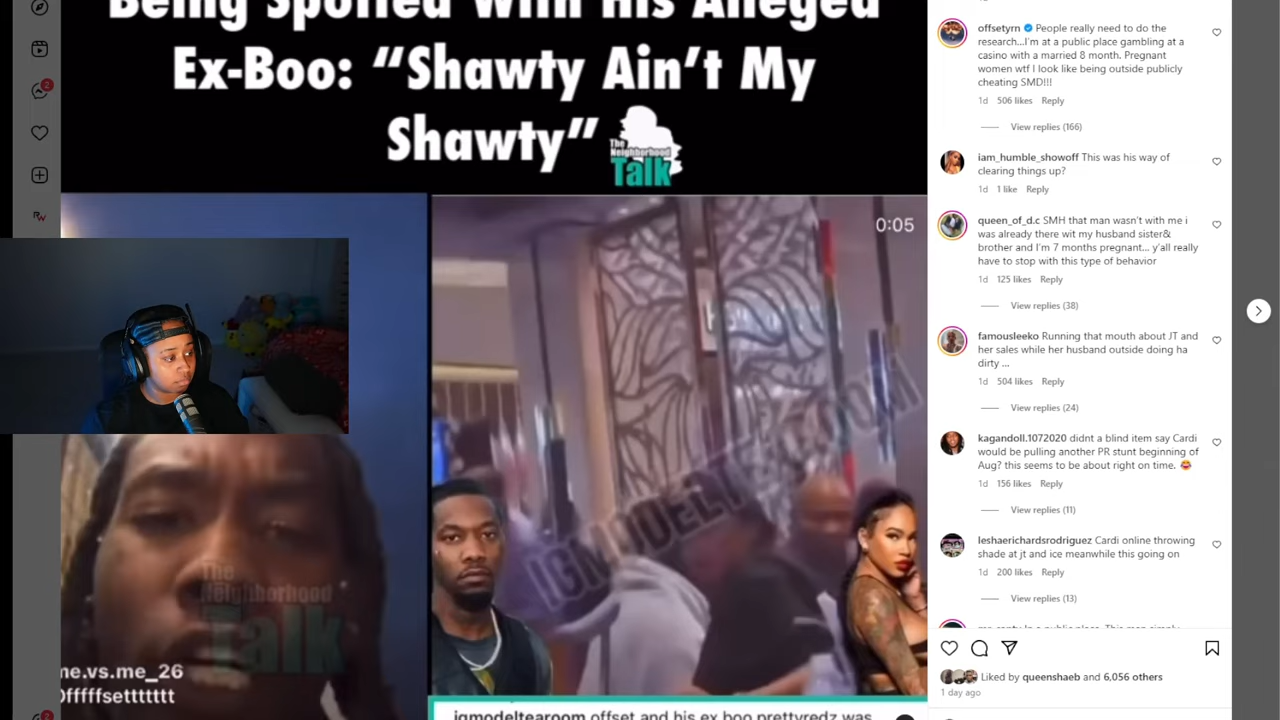 Being Spotted With His Alleged
Ex-Boo: “Shawty Ain’t My
Shawty”
The
Neighborhood
Talk
0:05
The
Neighborhood
Talk
me.vs.me_26
Offfffsettttttt
igmodeltearoom offset and his ex boo prettyredz was
2
RW
2
offsetyrn People really need to do the
research...I'm at a public place gambling at a
casino with a married 8 month. Pregnant
women wtf I look like being outside publicly
cheating SMD!!!
1d 506 likes Reply
View replies (166)
iam_humble_showoff This was his way of
clearing things up?
1d 1 like Reply
queen_of_d.c SMH that man wasn't with me i
was already there wit my husband sister&
brother and I'm 7 months pregnant... y'all really
have to stop with this type of behavior
1d 125 likes Reply
View replies (38)
famousleeko Running that mouth about JT and
her sales while her husband outside doing ha
dirty ...
1d 504 likes Reply
View replies (24)
kagandoll.1072020 didnt a blind item say Cardi
would be pulling another PR stunt beginning of
Aug? this seems to be about right on time. 😂
1d 156 likes Reply
View replies (11)
leshaerichardsrodriguez Cardi online throwing
shade at jt and ice meanwhile this going on
1d 200 likes Reply
View replies (13)
Liked by queenshaeb and 6,056 others
1 day ago